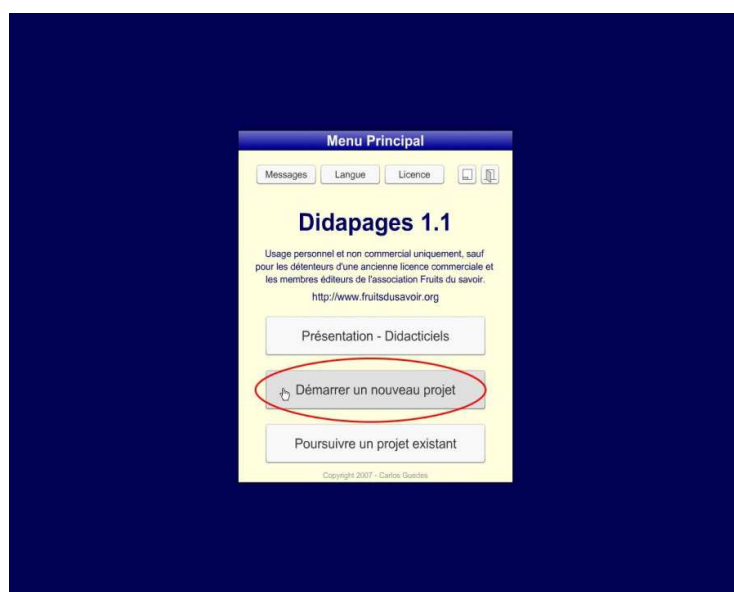 Menu Principal
Messages
Langue
Licence
Didapages 1.1
Usage personnel et non commercial uniquement, sauf
pour les détenteurs d'une ancienne licence commerciale et
les membres éditeurs de l'association Fruits du savoir.
http://www.fruitsdusavoir.org
Présentation - Didacticiels
Démarrer un nouveau projet
Poursuivre un projet existant
Copyright 2007 - Carlos Guedes